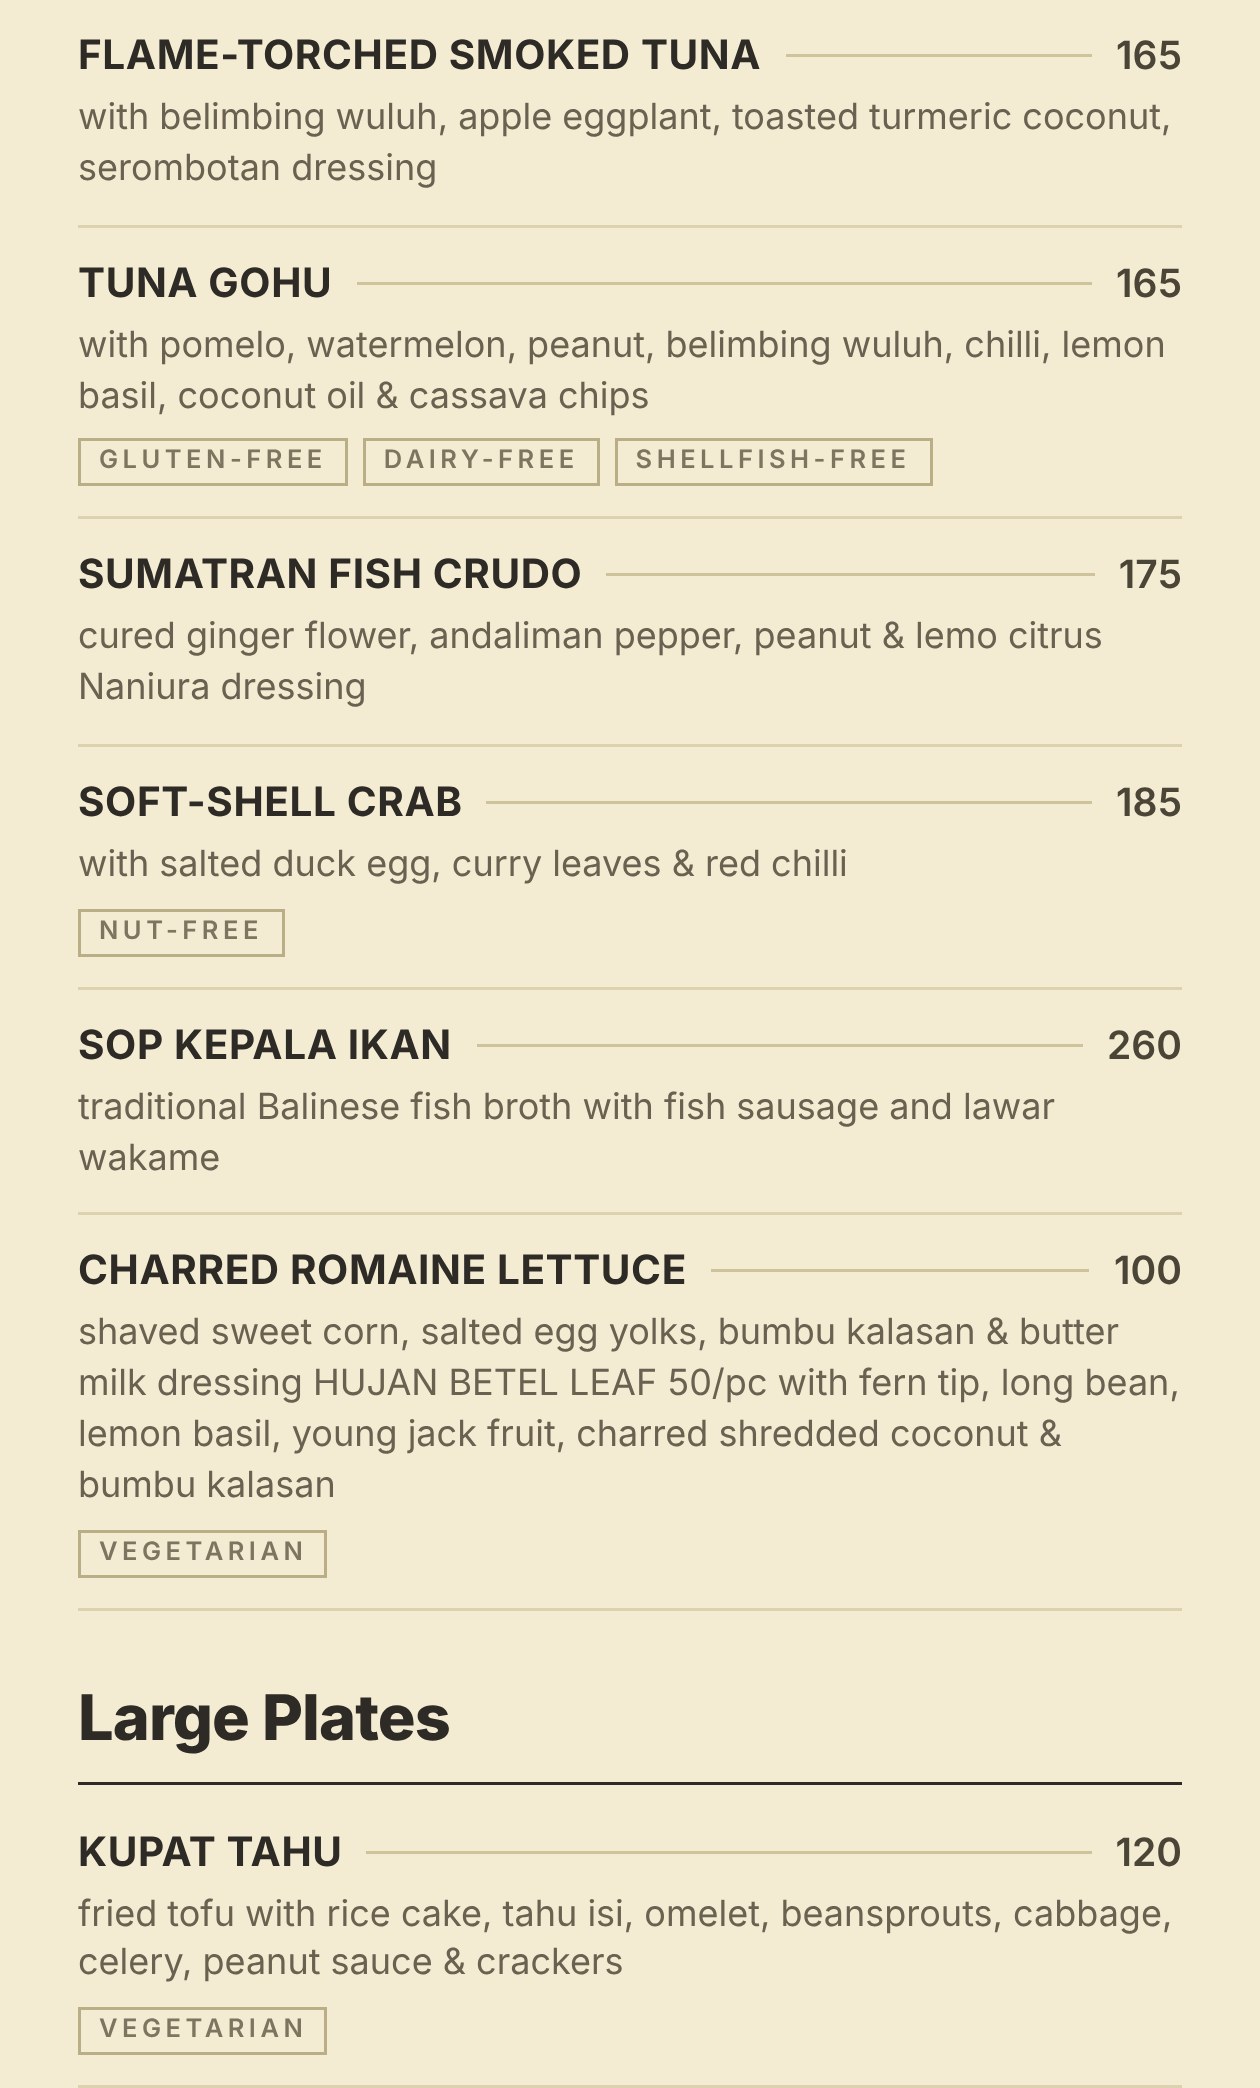 FLAME-TORCHED SMOKED TUNA 165
with belimbing wuluh, apple eggplant, toasted turmeric coconut,
serombotan dressing
TUNA GOHU 165
with pomelo, watermelon, peanut, belimbing wuluh, chilli, lemon
basil, coconut oil & cassava chips
GLUTEN-FREE DAIRY-FREE SHELLFISH-FREE
SUMATRAN FISH CRUDO 175
cured ginger flower, andaliman pepper, peanut & lemo citrus
Naniura dressing
SOFT-SHELL CRAB 185
with salted duck egg, curry leaves & red chilli
NUT-FREE
SOP KEPALA IKAN 260
traditional Balinese fish broth with fish sausage and lawar
wakame
CHARRED ROMAINE LETTUCE 100
shaved sweet corn, salted egg yolks, bumbu kalasan & butter
milk dressing HUJAN BETEL LEAF 50/pc with fern tip, long bean,
lemon basil, young jack fruit, charred shredded coconut &
bumbu kalasan
VEGETARIAN
Large Plates
KUPAT TAHU 120
fried tofu with rice cake, tahu isi, omelet, beansprouts, cabbage,
celery, peanut sauce & crackers
VEGETARIAN